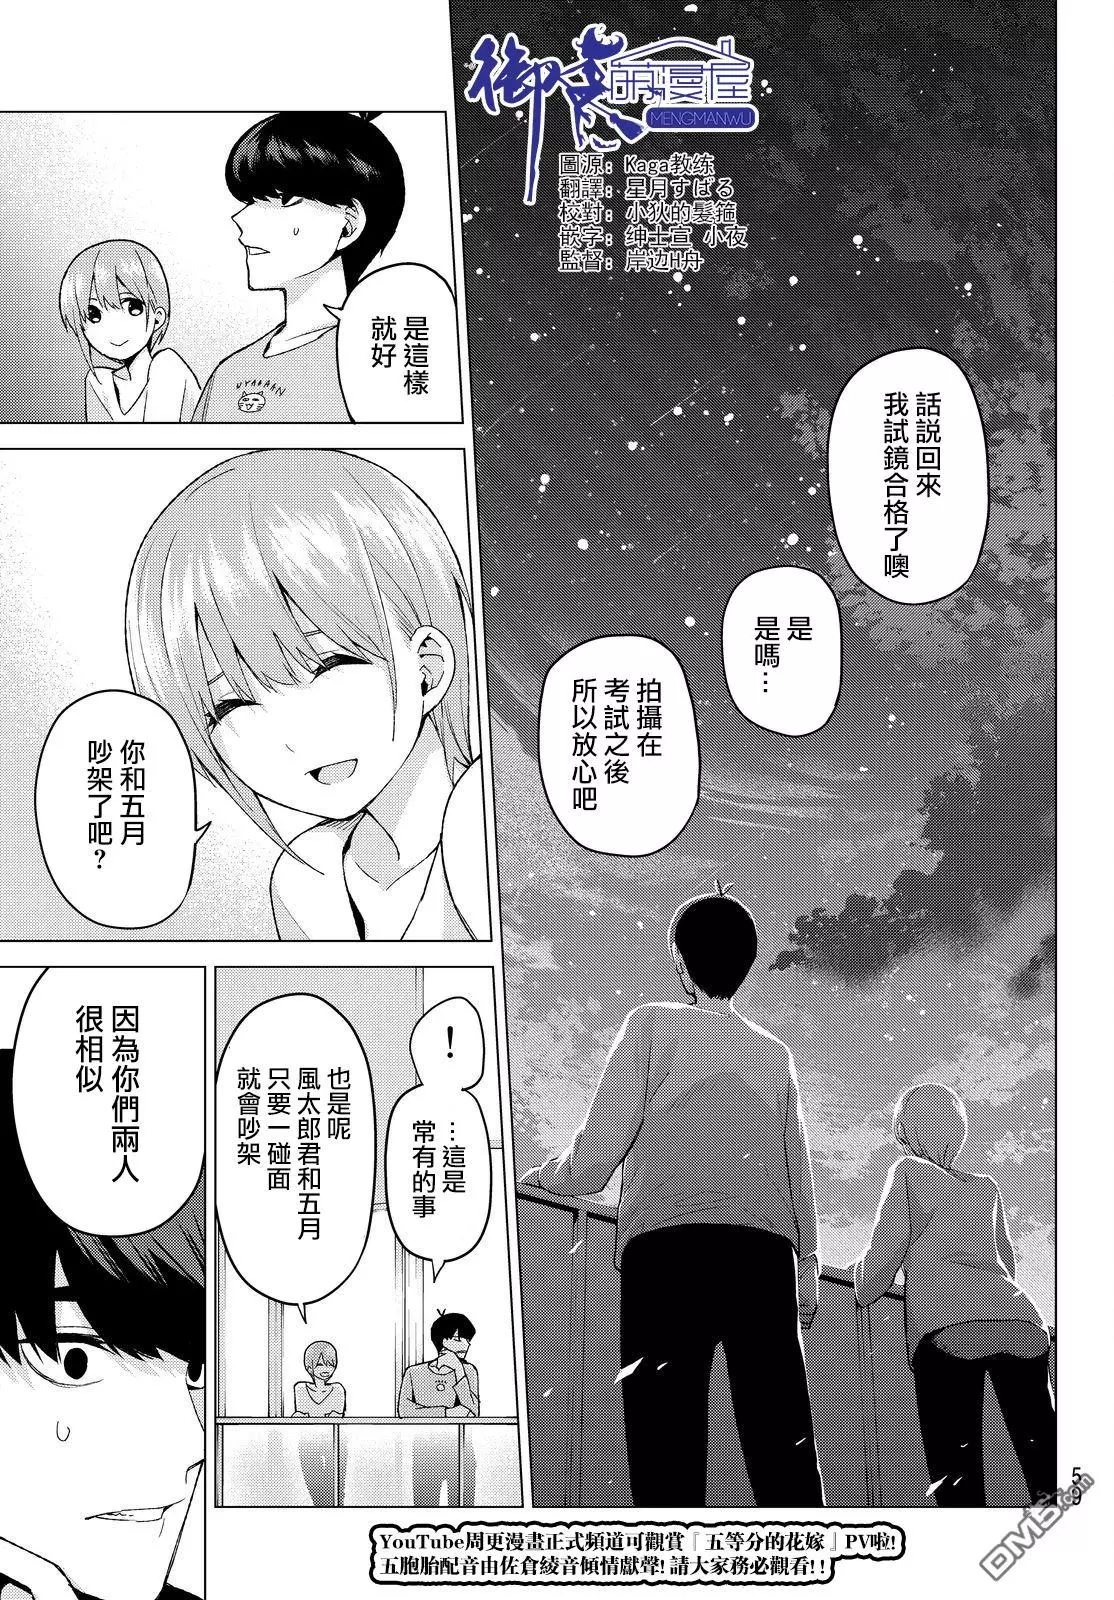 御宅
萌漫屋
MENGMANWU
圖源：Kaga教练
翻譯：星月すばる
校對：小狄的髮箍
嵌字：绅士宣 小夜
監督：岸边H舟
話説回來
我試鏡合格了噢
是
是嗎…
拍攝在
考試之後
所以放心吧
是這樣
就好
UYAAAAN
你和五月
吵架了吧？
！
…這是
常有的事
也是呢
風太郎君和五月
只要一碰面
就會吵架
因為你們兩人
很相似
59
YouTube周更漫畫正式頻道可觀賞『五等分的花嫁』PV啦!
五胞胎配音由佐倉綾音傾情獻聲!請大家務必觀看!!
DM5.com